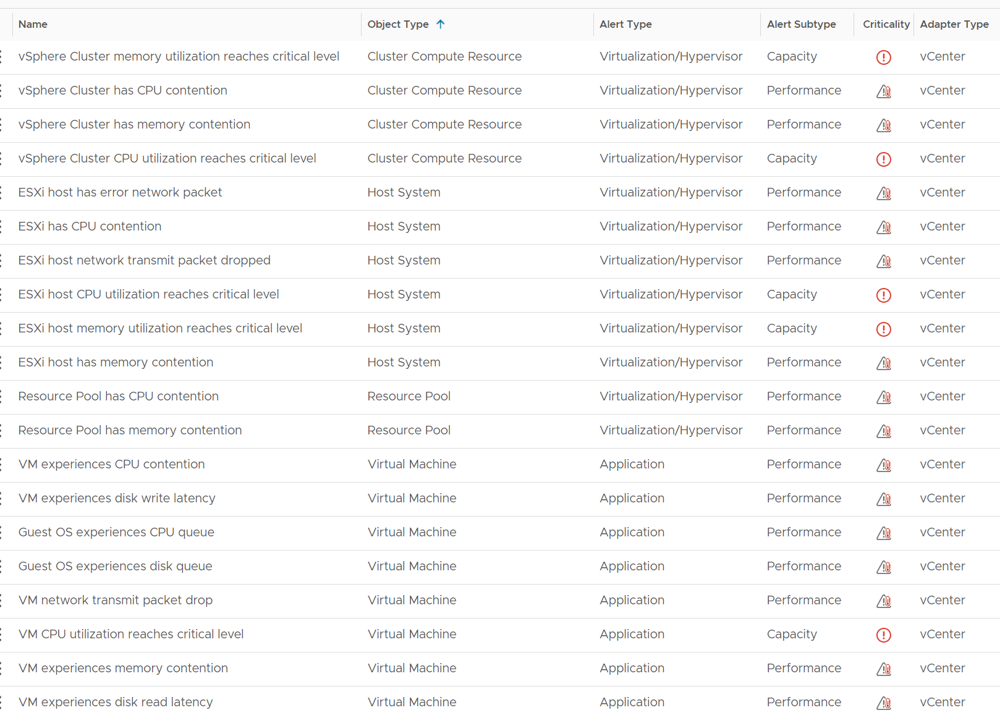 Name Object Type Alert Type Alert Subtype Criticality Adapter Type
vSphere Cluster memory utilization reaches critical level Cluster Compute Resource Virtualization/Hypervisor Capacity vCenter
vSphere Cluster has CPU contention Cluster Compute Resource Virtualization/Hypervisor Performance vCenter
vSphere Cluster has memory contention Cluster Compute Resource Virtualization/Hypervisor Performance vCenter
vSphere Cluster CPU utilization reaches critical level Cluster Compute Resource Virtualization/Hypervisor Capacity vCenter
ESXi host has error network packet Host System Virtualization/Hypervisor Performance vCenter
ESXi has CPU contention Host System Virtualization/Hypervisor Performance vCenter
ESXi host network transmit packet dropped Host System Virtualization/Hypervisor Performance vCenter
ESXi host CPU utilization reaches critical level Host System Virtualization/Hypervisor Capacity vCenter
ESXi host memory utilization reaches critical level Host System Virtualization/Hypervisor Capacity vCenter
ESXi host has memory contention Host System Virtualization/Hypervisor Performance vCenter
Resource Pool has CPU contention Resource Pool Virtualization/Hypervisor Performance vCenter
Resource Pool has memory contention Resource Pool Virtualization/Hypervisor Performance vCenter
VM experiences CPU contention Virtual Machine Application Performance vCenter
VM experiences disk write latency Virtual Machine Application Performance vCenter
Guest OS experiences CPU queue Virtual Machine Application Performance vCenter
Guest OS experiences disk queue Virtual Machine Application Performance vCenter
VM network transmit packet drop Virtual Machine Application Performance vCenter
VM CPU utilization reaches critical level Virtual Machine Application Capacity vCenter
VM experiences memory contention Virtual Machine Application Performance vCenter
VM experiences disk read latency Virtual Machine Application Performance vCenter